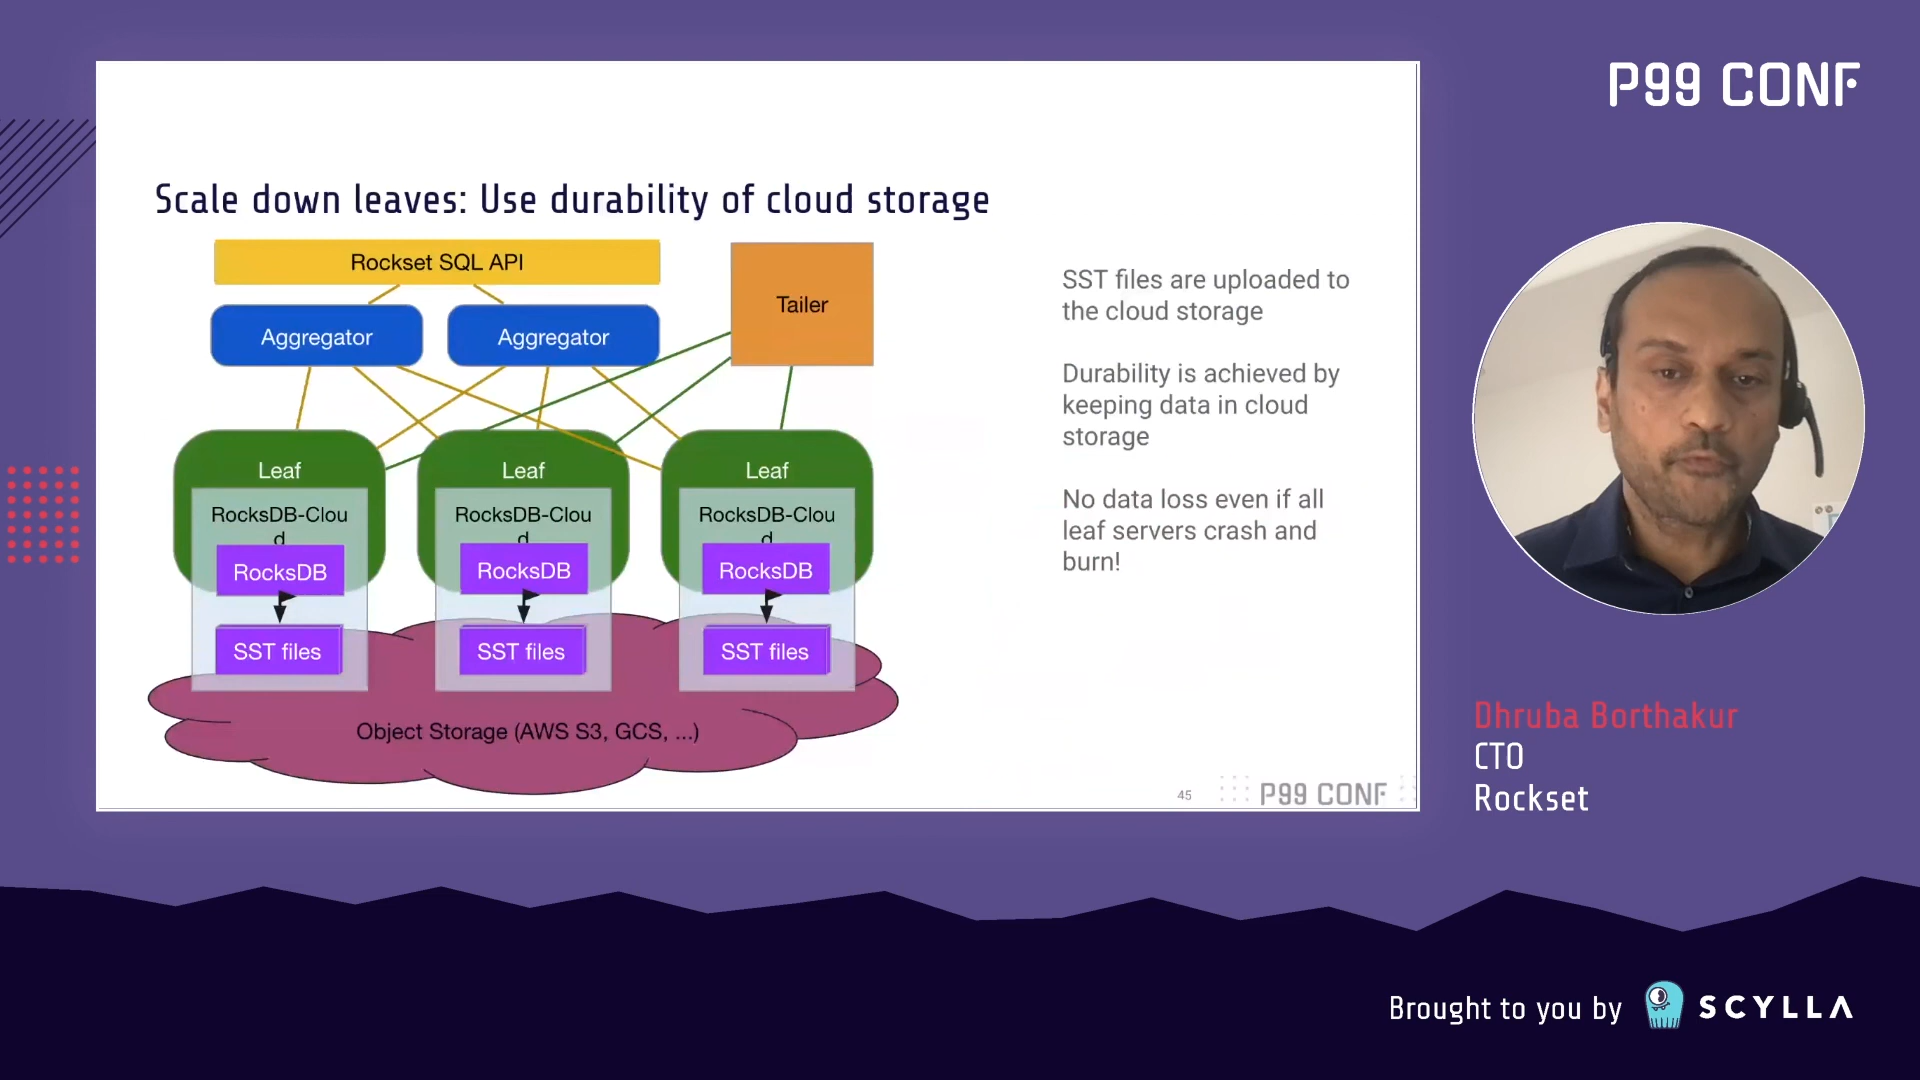 P99 CONF
Scale down leaves: Use durability of cloud storage
Rockset SQL API
Aggregator
Aggregator
Tailer
Leaf
RocksDB-Clou
d
RocksDB
SST files
Leaf
RocksDB-Clou
d
RocksDB
SST files
Leaf
RocksDB-Clou
d
RocksDB
SST files
Object Storage (AWS S3, GCS, ...)
SST files are uploaded to
the cloud storage
Durability is achieved by
keeping data in cloud
storage
No data loss even if all
leaf servers crash and
burn!
45
P99 CONF
Dhruba Borthakur
CTO
Rockset
Brought to you by
SCYLLA